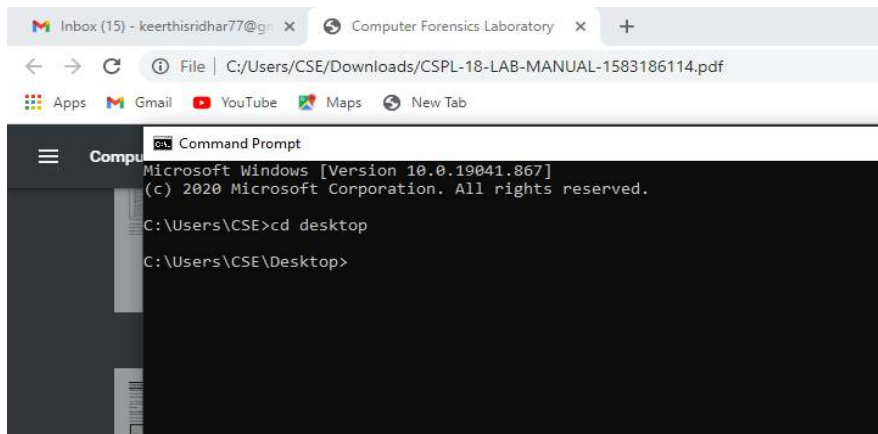 Inbox (15) - keerthisridhar77@gr
Computer Forensics Laboratory
File | C:/Users/CSE/Downloads/CSPL-18-LAB-MANUAL-1583186114.pdf
Apps Gmail YouTube Maps New Tab
Command Prompt
Compu
Microsoft Windows [Version 10.0.19041.867]
(c) 2020 Microsoft Corporation. All rights reserved.
C:\Users\CSE>cd desktop
C:\Users\CSE\Desktop>